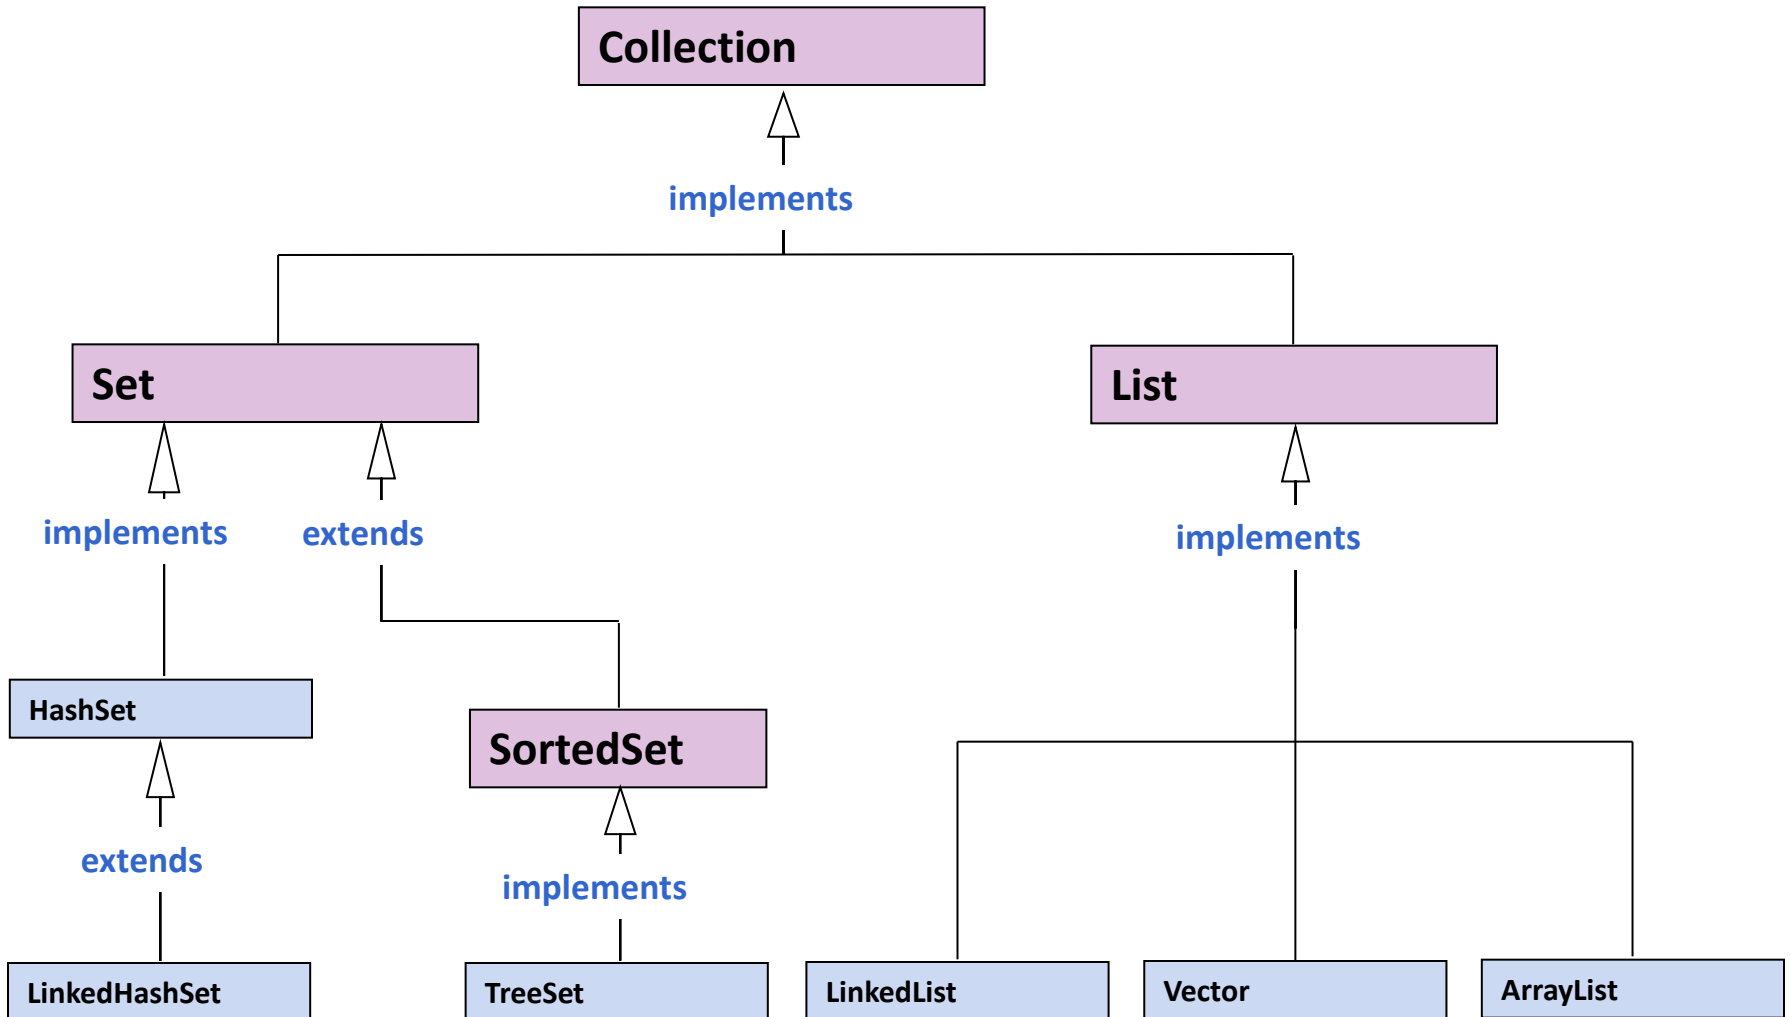 Collection
implements
Set
List
implements
extends
implements
HashSet
SortedSet
extends
implements
LinkedHashSet
TreeSet
LinkedList
Vector
ArrayList